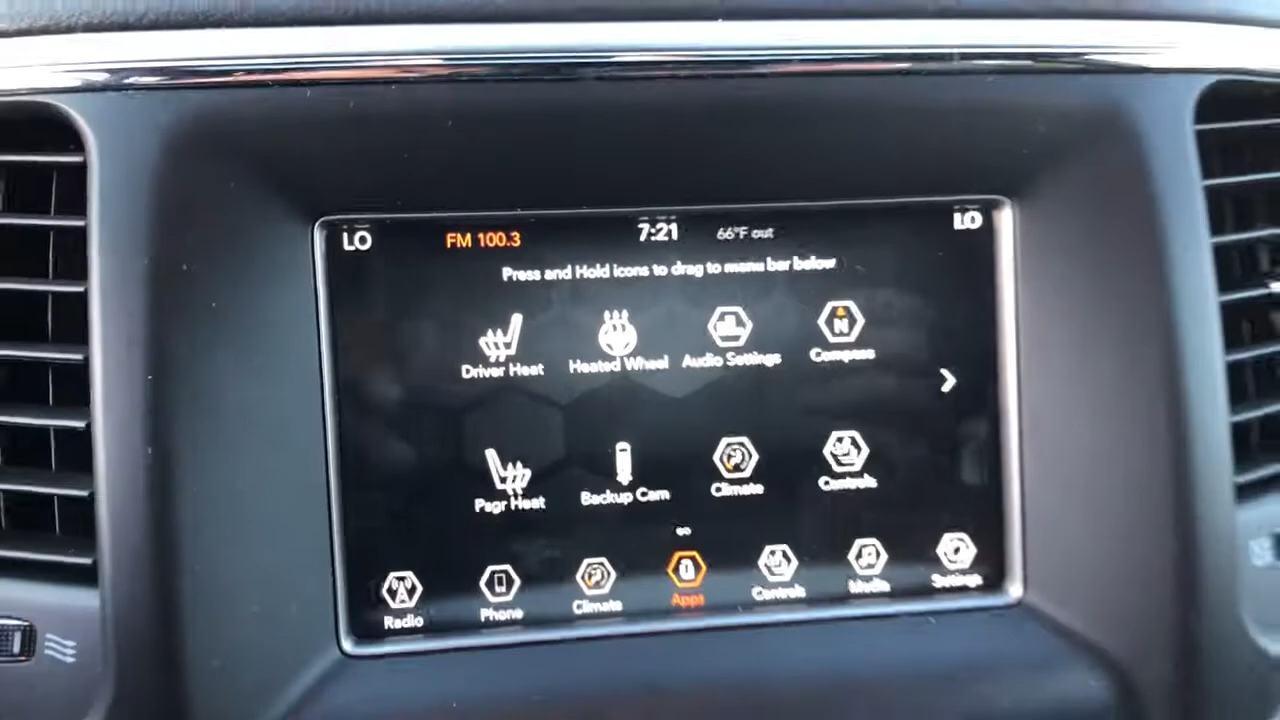 LO FM 100.3 7:21 66°F out LO
Press and Hold icons to drag to menu bar below
Driver Heat Heated Wheel Audio Settings N Compass
Psgr Heat Backup Cam Climate Controls
Radio Phone Climate Apps Controls Media Settings